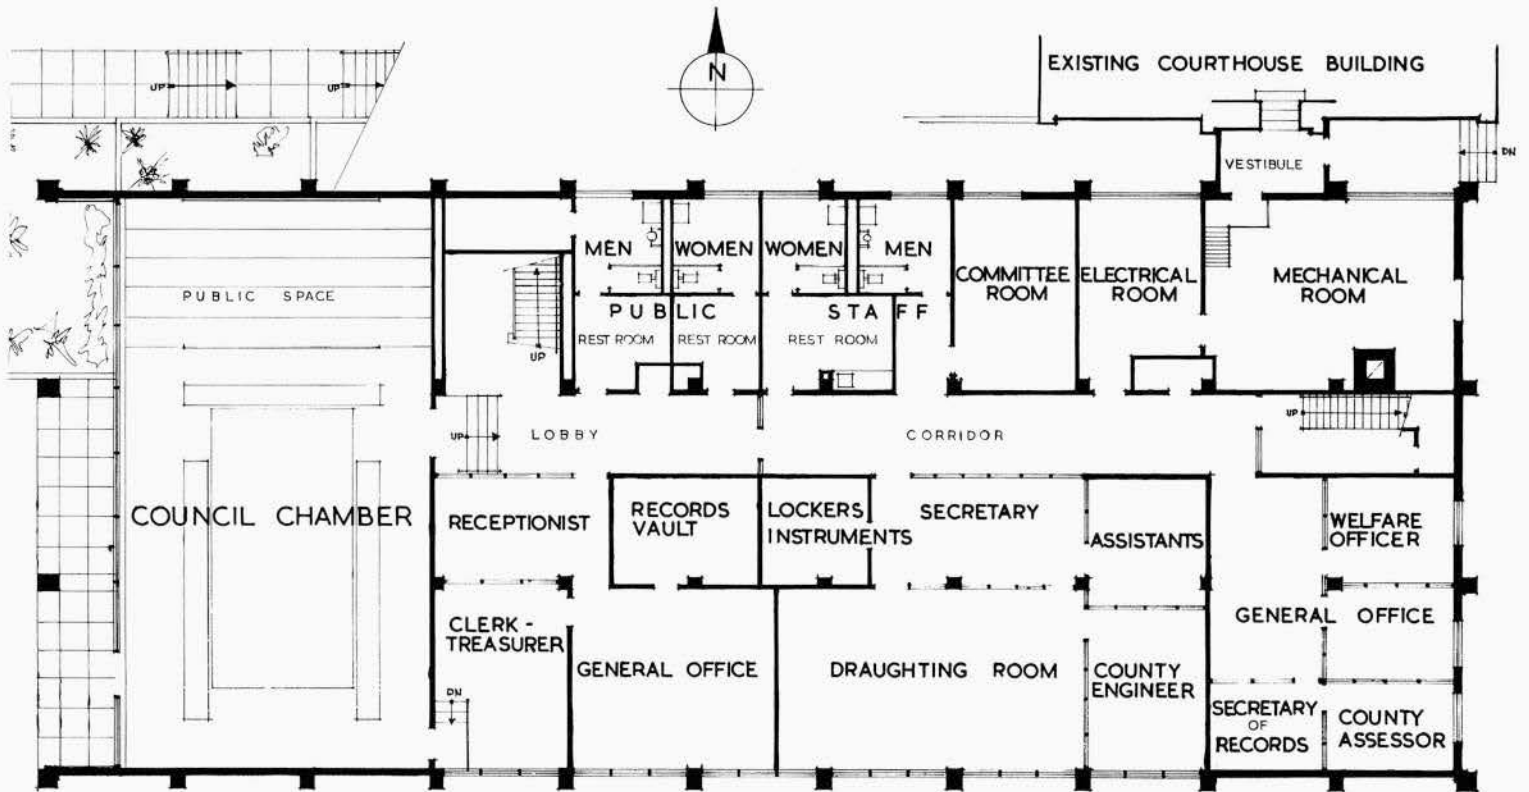 N
EXISTING COURTHOUSE BUILDING
UP
UP
VESTIBULE
DN
MEN
WOMEN
WOMEN
MEN
COMMITTEE
ROOM
ELECTRICAL
ROOM
MECHANICAL
ROOM
PUBLIC SPACE
PUBLIC
STAFF
REST ROOM
REST ROOM
REST ROOM
UP
UP
LOBBY
CORRIDOR
UP
COUNCIL CHAMBER
RECEPTIONIST
RECORDS
VAULT
LOCKERS
INSTRUMENTS
SECRETARY
ASSISTANTS
WELFARE
OFFICER
CLERK -
TREASURER
GENERAL OFFICE
DRAUGHTING ROOM
COUNTY
ENGINEER
GENERAL OFFICE
DN
SECRETARY
OF
RECORDS
COUNTY
ASSESSOR